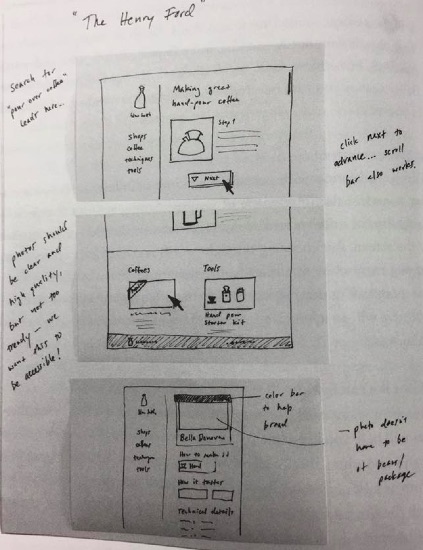 "The Henry Ford"
Search for
"pour over coffee"
leads here...
Making great
hand-pour coffee
Step 1
Shops
coffee
techniques
tools
Next
click next to
advance... scroll
bar also works.
photos should
be clear and
high quality,
but not too
trendy — we
want this to
be accessible!
Coffees
Tools
Hand pour
Starter kit
color bar
to help
brand
Shops
coffee
techniques
tools
Bella Donovan
How to make it
Hand
How it tastes
Technical details
photo doesn't
have to be
of bean/
package